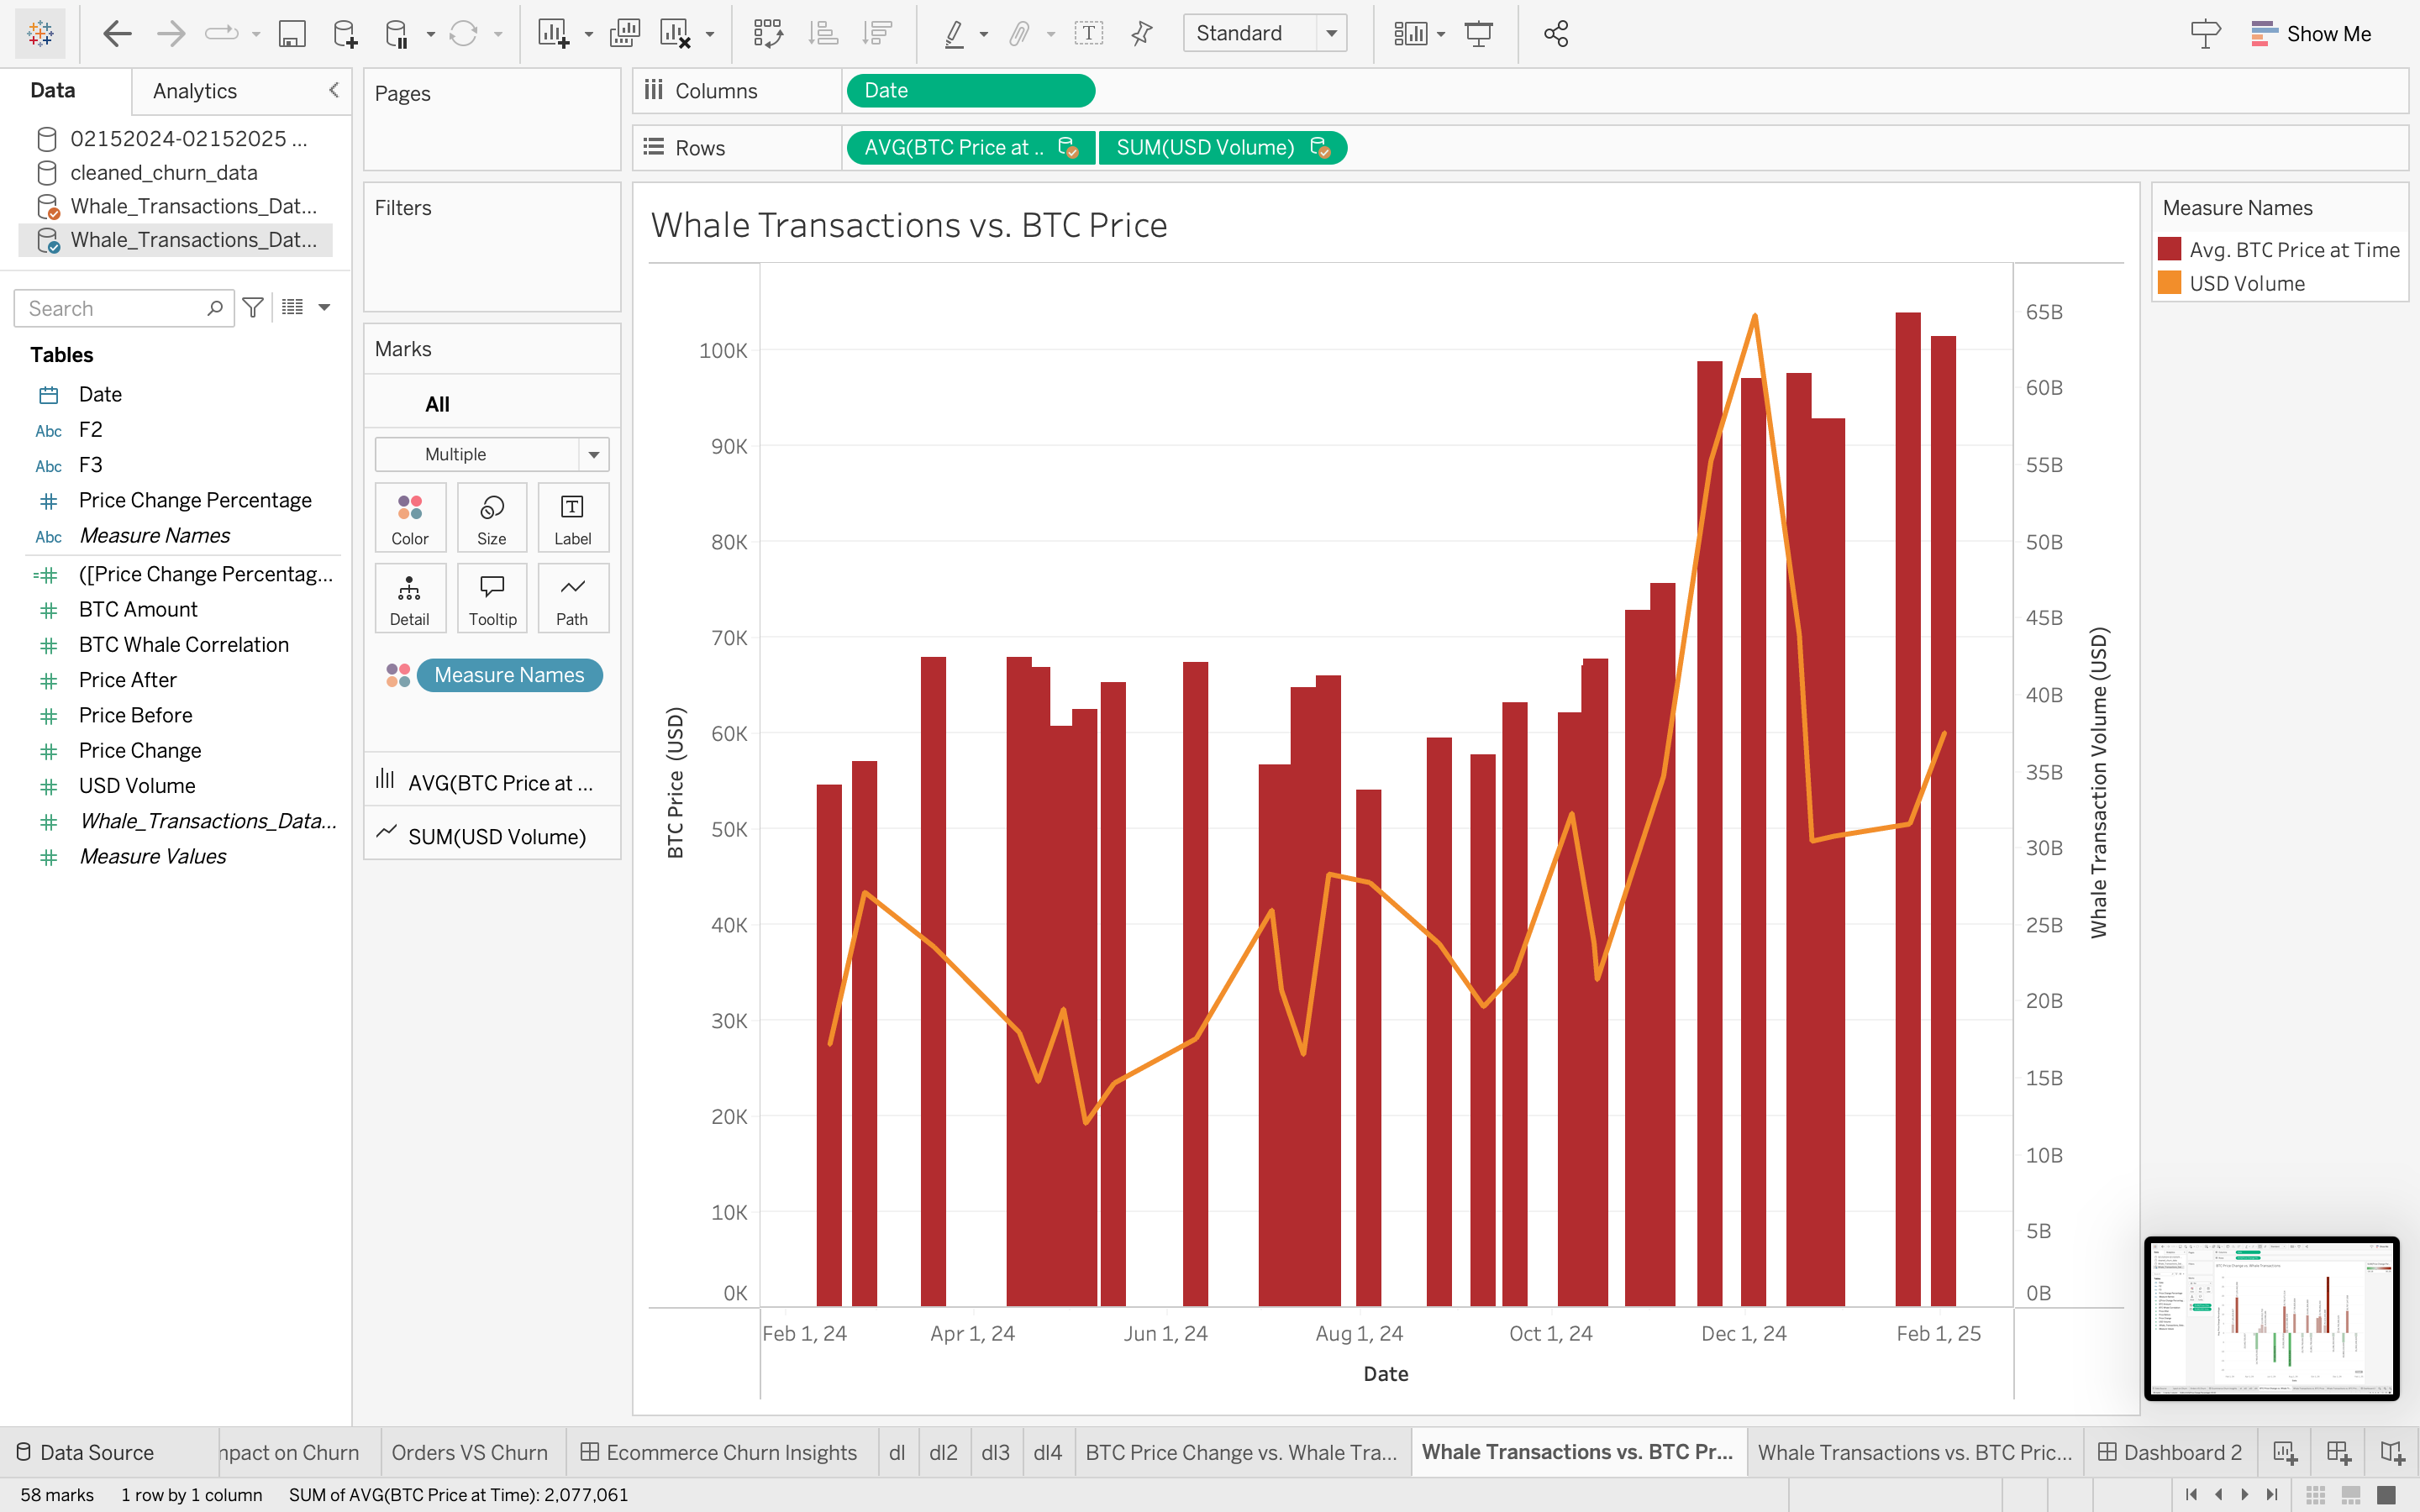 Standard
Show Me
Data
Analytics
02152024-02152025 ...
cleaned_churn_data
Whale_Transactions_Dat...
Whale_Transactions_Dat...
Search
Tables
Date
Abc F2
Abc F3
Price Change Percentage
Abc Measure Names
([Price Change Percentag...
BTC Amount
BTC Whale Correlation
Price After
Price Before
Price Change
USD Volume
Whale_Transactions_Data...
Measure Values
Pages
Filters
Marks
All
Multiple
Color
Size
Label
Detail
Tooltip
Path
Measure Names
AVG(BTC Price at ...
SUM(USD Volume)
Columns
Date
Rows
AVG(BTC Price at ..
SUM(USD Volume)
Whale Transactions vs. BTC Price
BTC Price (USD)
100K
90K
80K
70K
60K
50K
40K
30K
20K
10K
0K
65B
60B
55B
50B
45B
40B
35B
30B
25B
20B
15B
10B
5B
0B
Whale Transaction Volume (USD)
Feb 1, 24
Apr 1, 24
Jun 1, 24
Aug 1, 24
Oct 1, 24
Dec 1, 24
Feb 1, 25
Date
Measure Names
Avg. BTC Price at Time
USD Volume
Data Source
mpact on Churn
Orders VS Churn
Ecommerce Churn Insights
dl
dl2
dl3
dl4
BTC Price Change vs. Whale Tra...
Whale Transactions vs. BTC Pr...
Whale Transactions vs. BTC Pric...
Dashboard 2
58 marks
1 row by 1 column
SUM of AVG(BTC Price at Time): 2,077,061